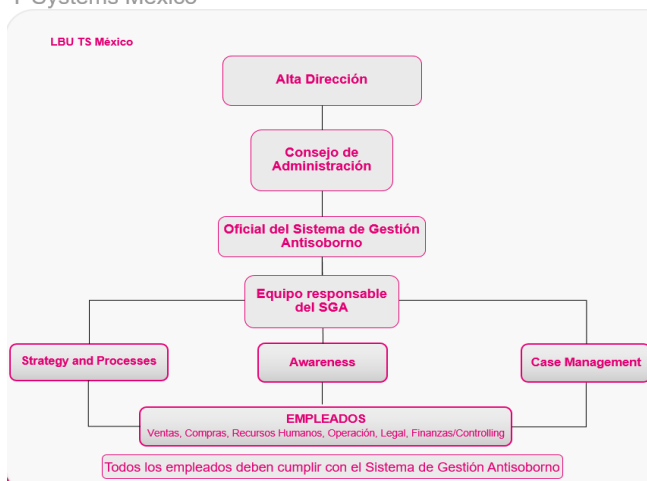 T-Systems México
LBU TS México
Alta Dirección
Consejo de
Administración
Oficial del Sistema de Gestión
Antisoborno
Equipo responsable
del SGA
Strategy and Processes
Awareness
Case Management
EMPLEADOS
Ventas, Compras, Recursos Humanos, Operación, Legal, Finanzas/Controlling
Todos los empleados deben cumplir con el Sistema de Gestión Antisoborno